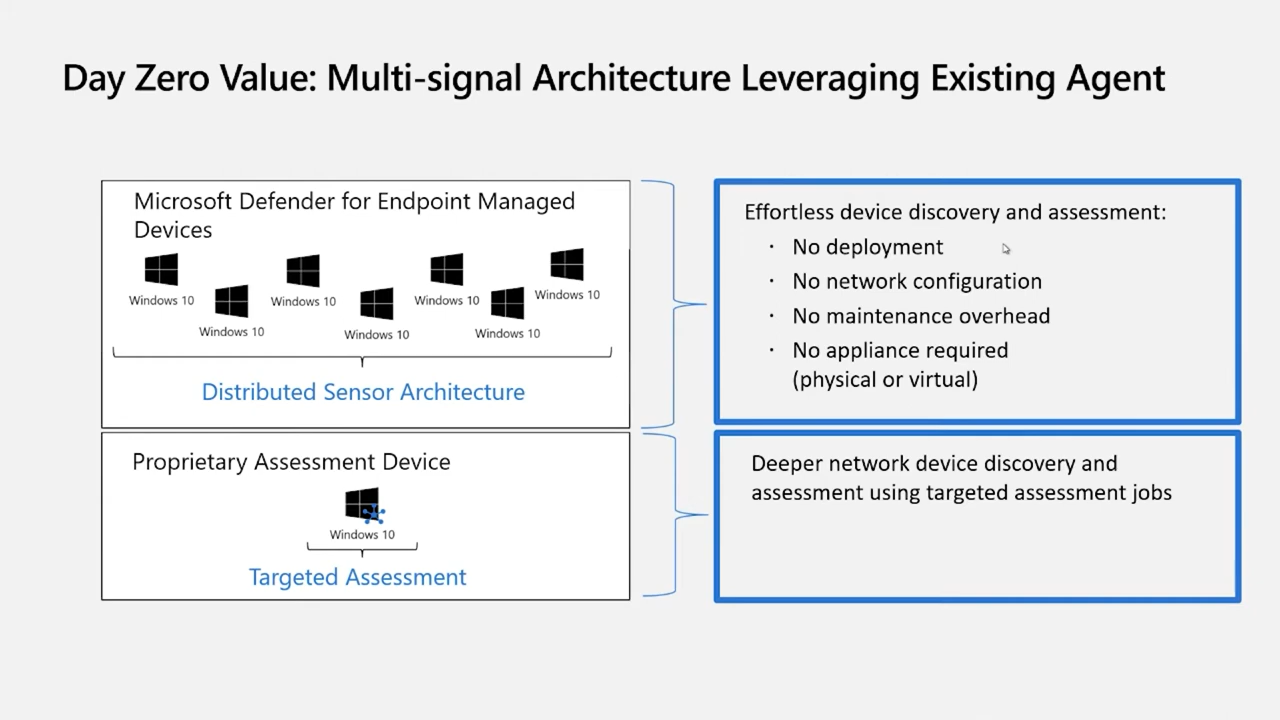 Day Zero Value: Multi-signal Architecture Leveraging Existing Agent
Microsoft Defender for Endpoint Managed
Devices
Windows 10
Windows 10
Windows 10
Windows 10
Windows 10
Windows 10
Windows 10
Distributed Sensor Architecture
Effortless device discovery and assessment:
· No deployment
· No network configuration
· No maintenance overhead
· No appliance required
(physical or virtual)
Proprietary Assessment Device
Windows 10
Targeted Assessment
Deeper network device discovery and
assessment using targeted assessment jobs